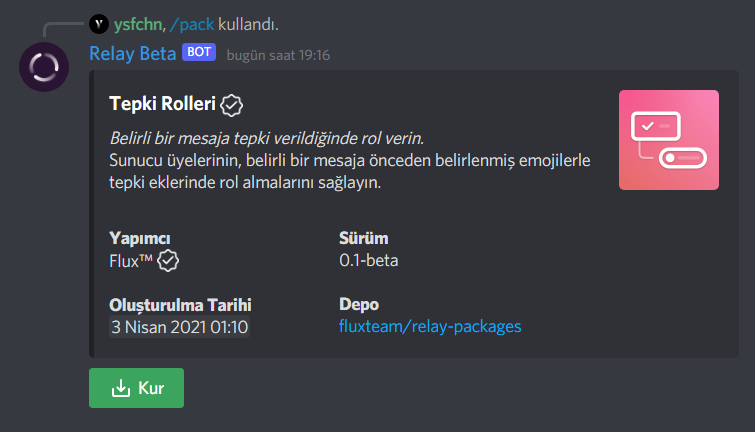 ysfchn, /pack kullandı.
Relay Beta BOT bugün saat 19:16
Tepki Rolleri
Belirli bir mesaja tepki verildiğinde rol verin.
Sunucu üyelerinin, belirli bir mesaja önceden belirlenmiş emojilerle
tepki eklerinde rol almalarını sağlayın.
Yapımcı Sürüm
Flux™ 0.1-beta
Oluşturulma Tarihi Depo
3 Nisan 2021 01:10 fluxteam/relay-packages
Kur